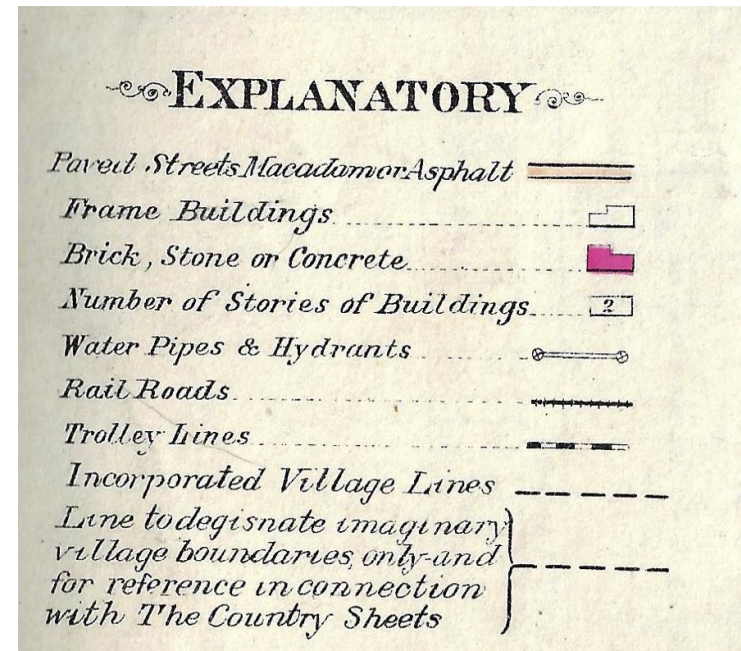 EXPLANATORY
Paved Streets Macadam or Asphalt
Frame Buildings
Brick, Stone or Concrete
Number of Stories of Buildings 2
Water Pipes & Hydrants
Rail Roads
Trolley Lines
Incorporated Village Lines
Line to degisnate imaginary
village boundaries, only-and
for reference in connection
with The Country Sheets